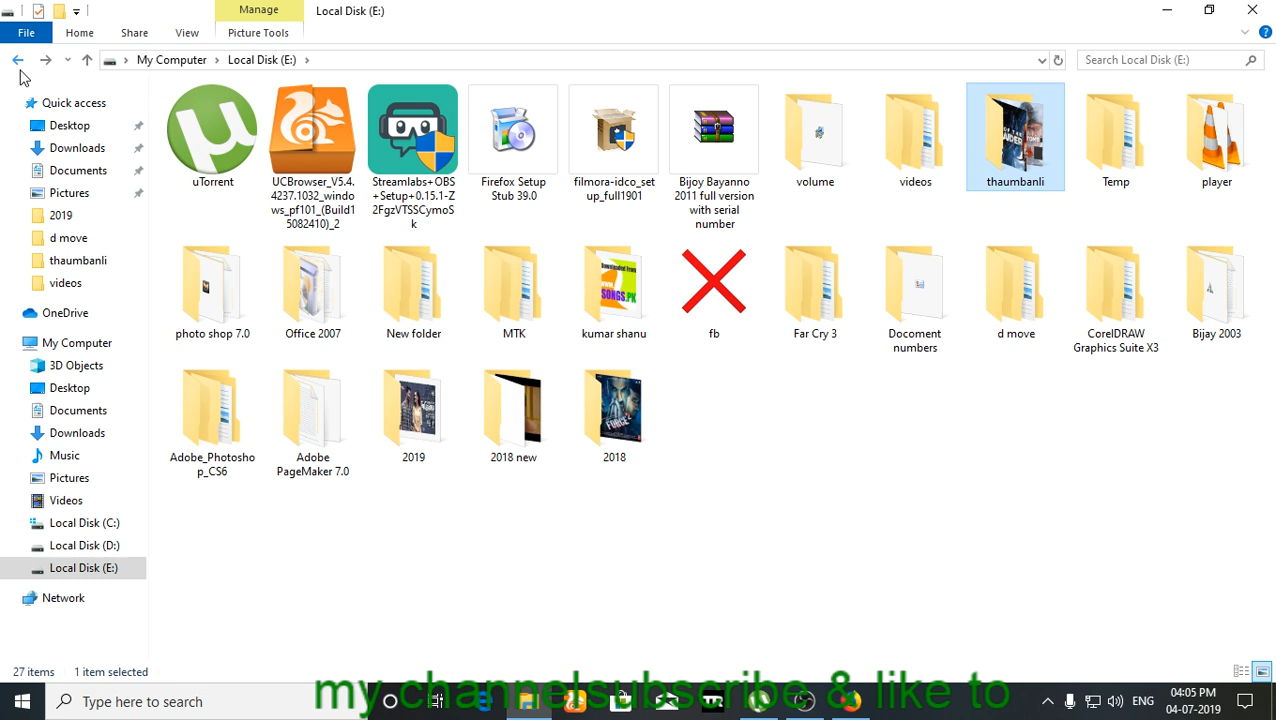 Manage
Local Disk (E:)
File
Home
Share
View
Picture Tools
My Computer
Local Disk (E:)
Search Local Disk (E:)
Quick access
Desktop
Downloads
Documents
Pictures
2019
d move
thaumbanli
videos
OneDrive
My Computer
3D Objects
Desktop
Documents
Downloads
Music
Pictures
Videos
Local Disk (C:)
Local Disk (D:)
Local Disk (E:)
Network
uTorrent
UCBrowser_V5.4.
4237.1032_windo
ws_pf101_(Build1
5082410)_2
Streamlabs+OBS
+Setup+0.15.1-Z
2FgzVTSSCymoS
k
Firefox Setup
Stub 39.0
filmora-idco_set
up_full1901
Bijoy Bayanno
2011 full version
with serial
number
volume
videos
thaumbanli
Temp
player
photo shop 7.0
Office 2007
New folder
MTK
Downloaded From
SONGS.PK
kumar shanu
fb
Far Cry 3
Docoment
numbers
d move
CorelDRAW
Graphics Suite X3
Bijay 2003
Adobe_Photosho
p_CS6
Adobe
PageMaker 7.0
2019
2018 new
FORCE
2018
27 items
1 item selected
my channelsubscribe & like to
Type here to search
ENG
04:05 PM
04-07-2019